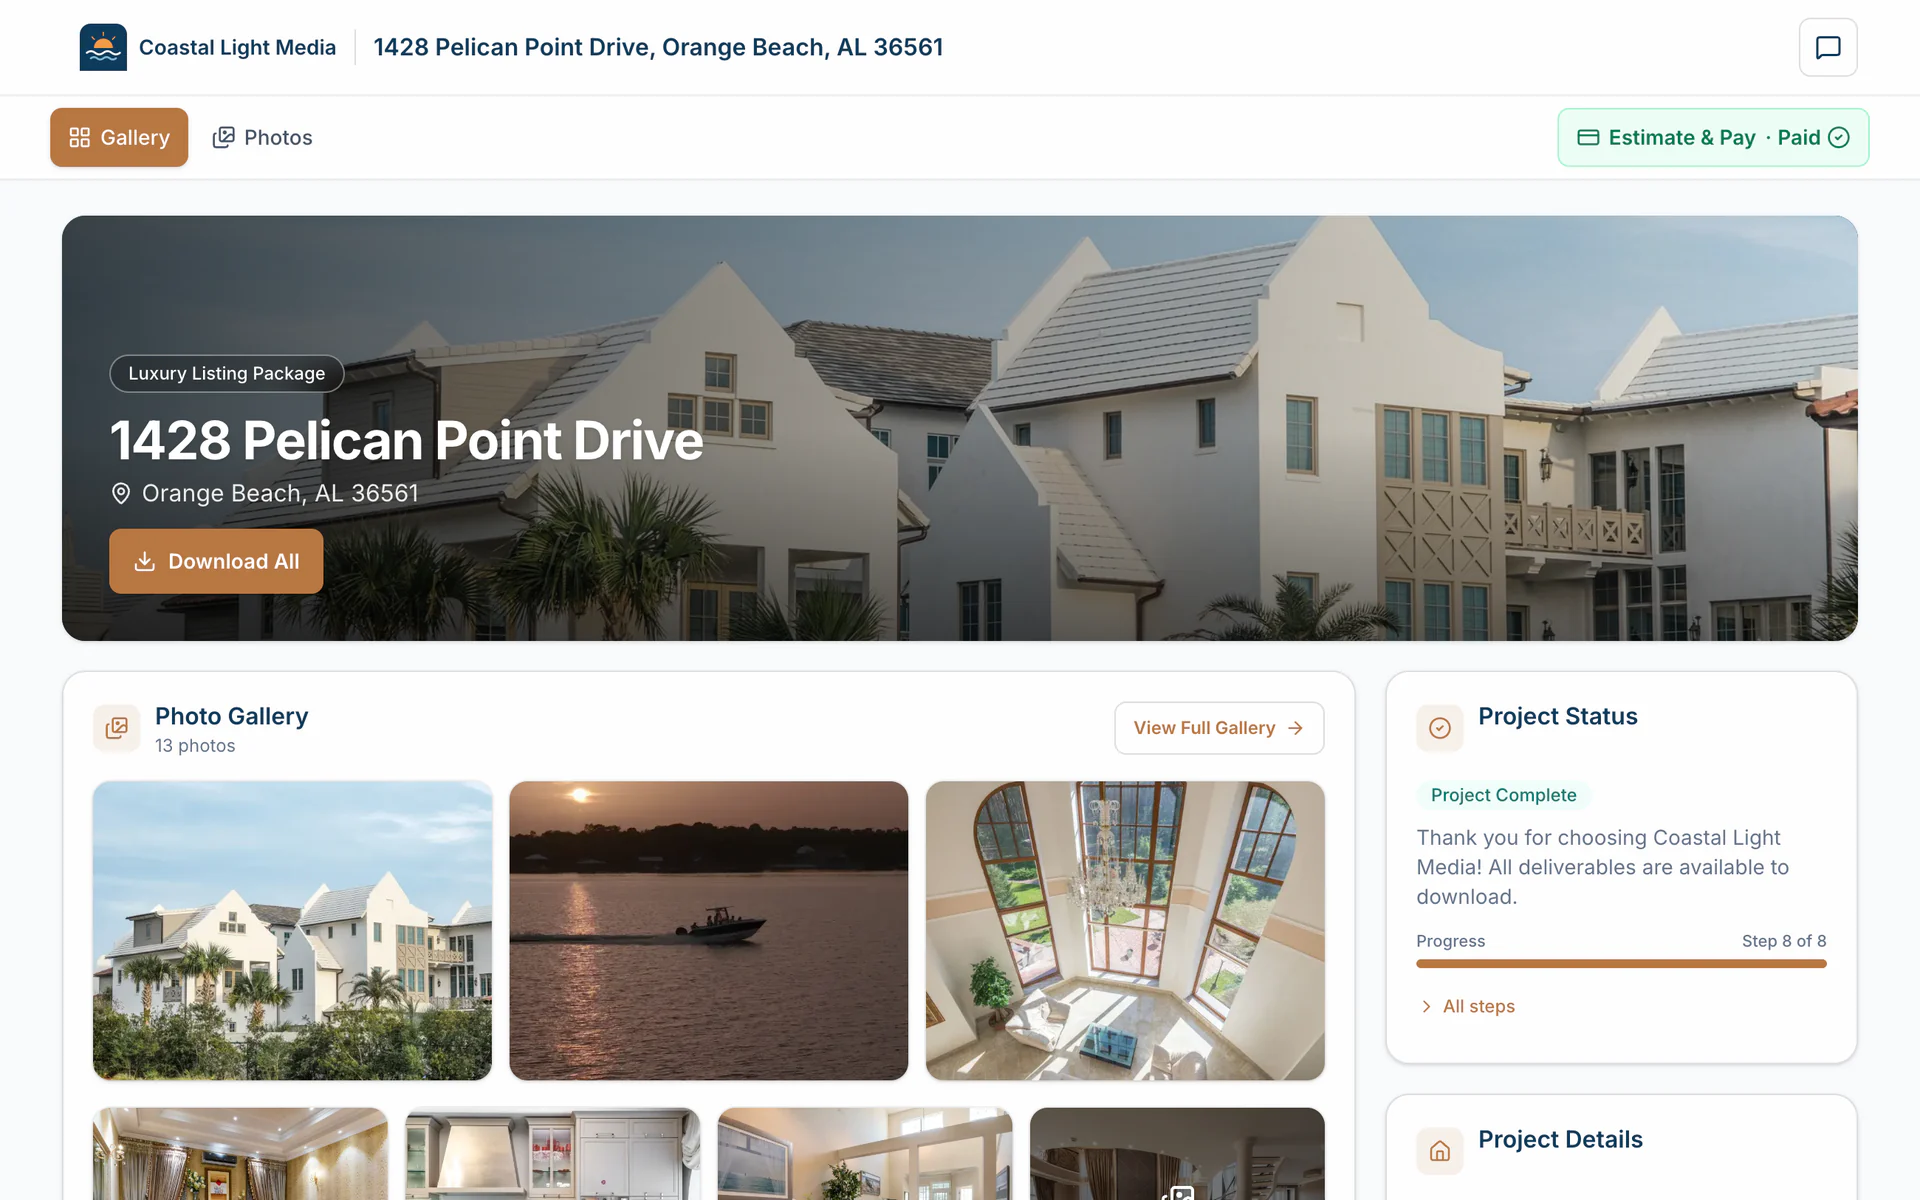 Coastal Light Media
1428 Pelican Point Drive, Orange Beach, AL 36561
Gallery
Photos
Estimate & Pay · Paid
Luxury Listing Package
1428 Pelican Point Drive
Orange Beach, AL 36561
Download All
Photo Gallery
13 photos
View Full Gallery
Project Status
Project Complete
Thank you for choosing Coastal Light
Media! All deliverables are available to
download.
Progress
Step 8 of 8
All steps
Project Details